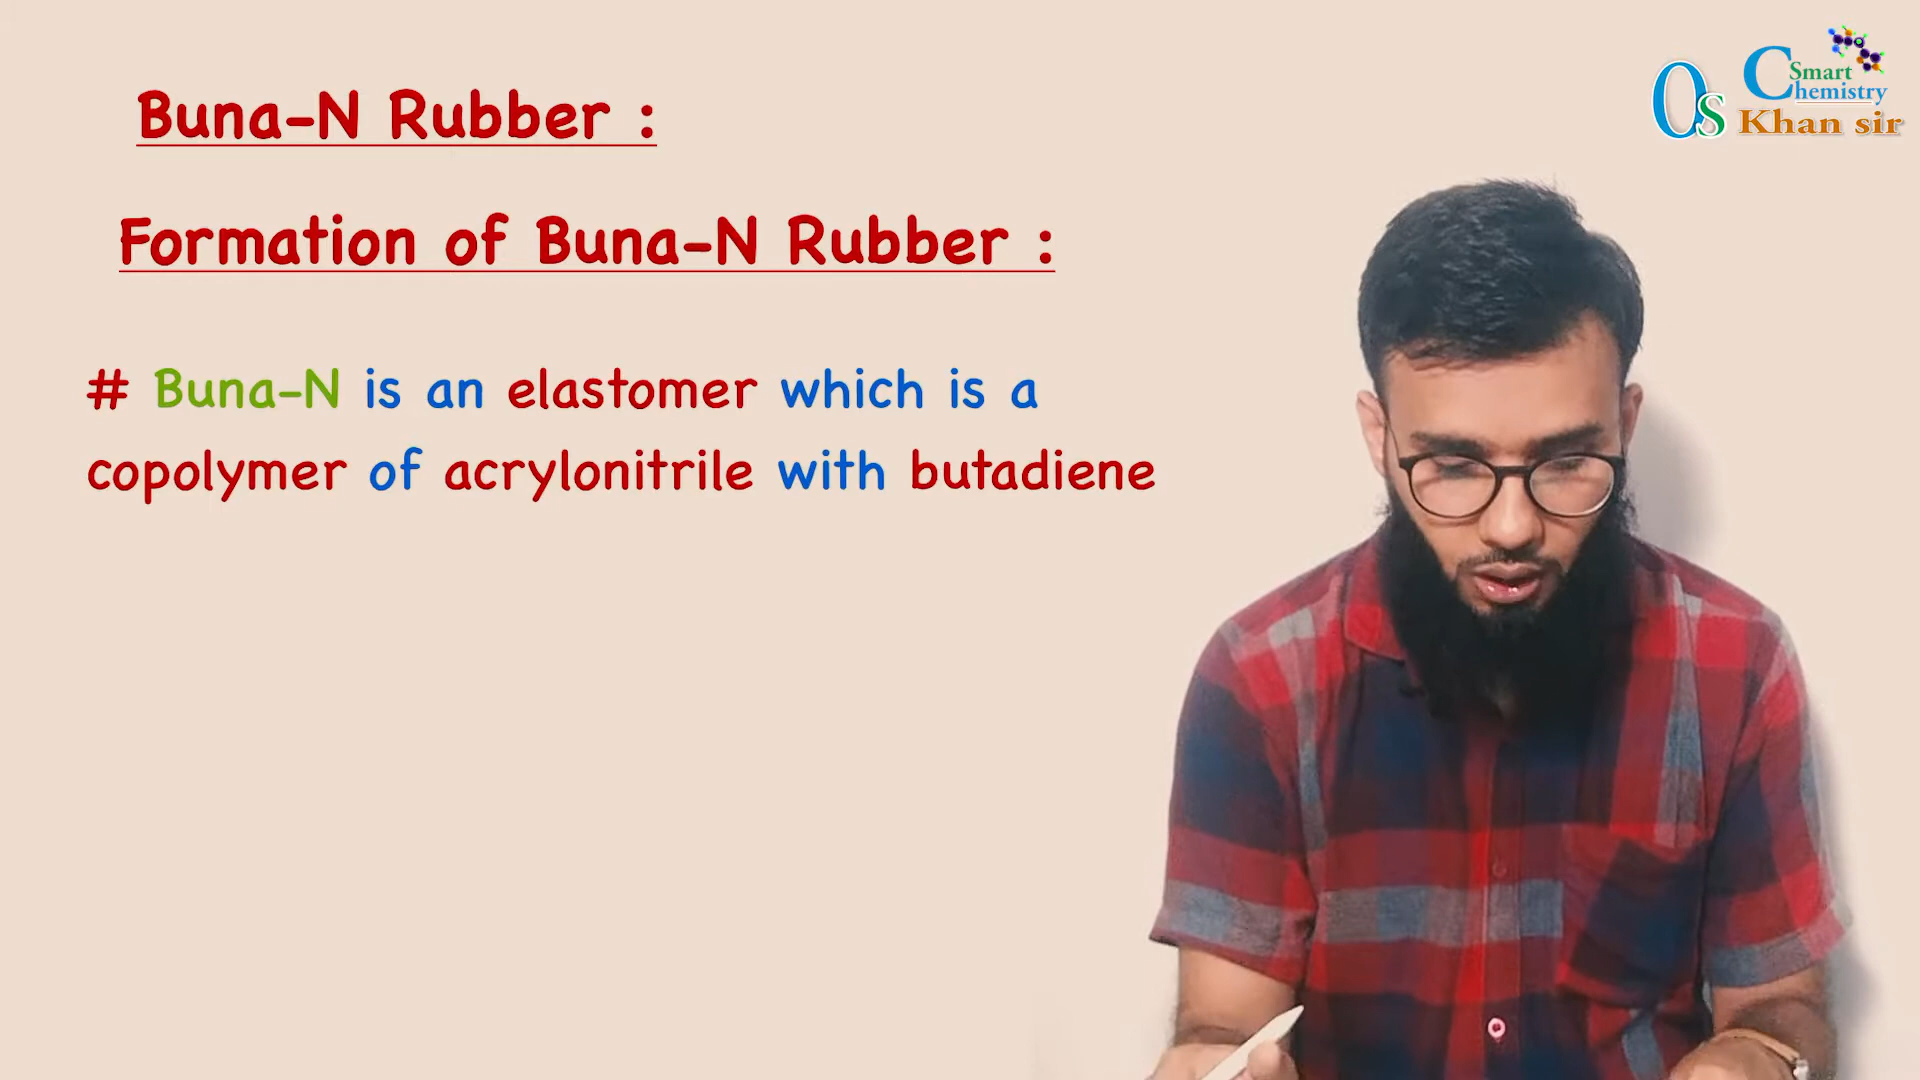 Buna-N Rubber :
Formation of Buna-N Rubber :
# Buna-N is an elastomer which is a
copolymer of acrylonitrile with butadiene
Os Smart Chemistry
Khan sir